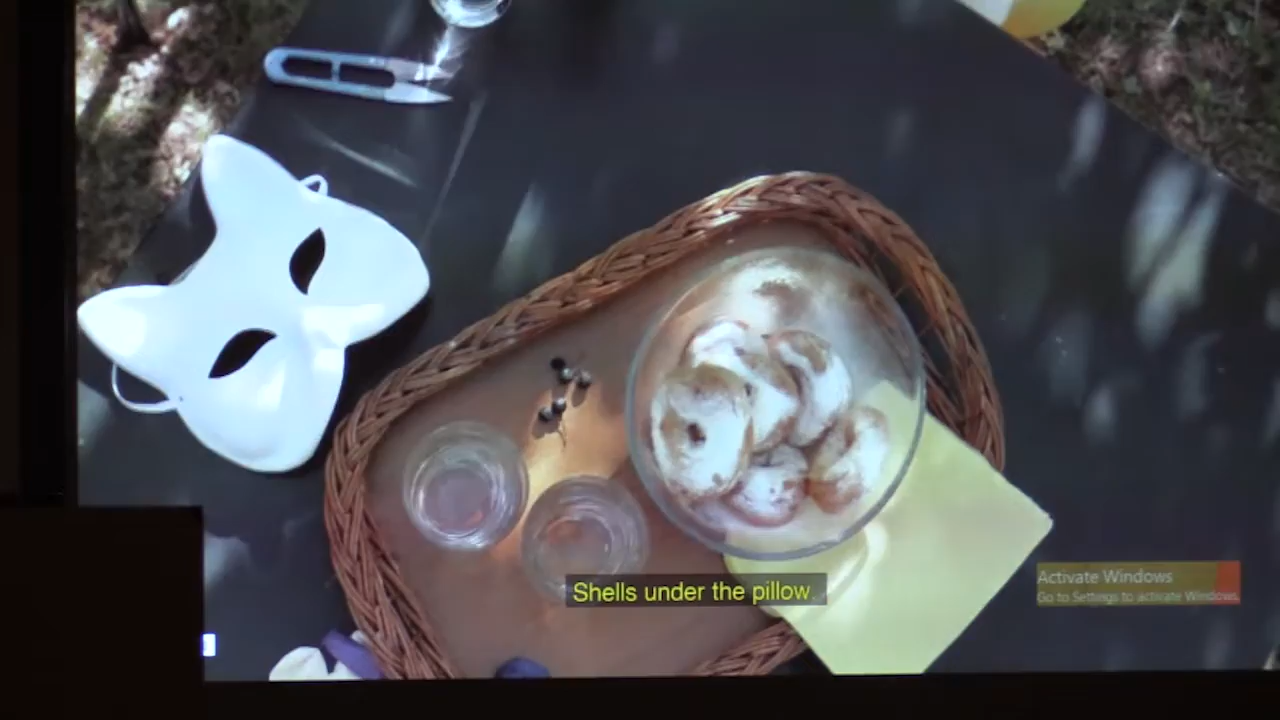 Shells under the pillow.
Activate Windows
Go to Settings to activate Windows.